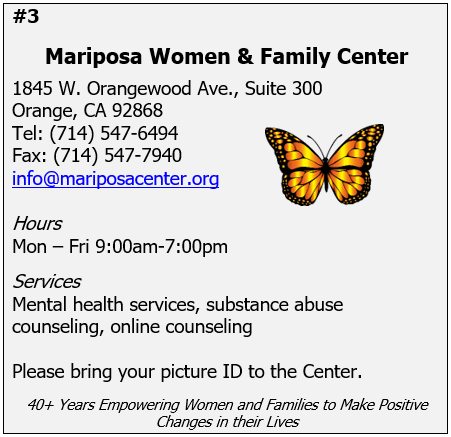 #3
Mariposa Women & Family Center
1845 W. Orangewood Ave., Suite 300
Orange, CA 92868
Tel: (714) 547-6494
Fax: (714) 547-7940
info@mariposacenter.org
Hours
Mon – Fri 9:00am-7:00pm
Services
Mental health services, substance abuse
counseling, online counseling
Please bring your picture ID to the Center.
40+ Years Empowering Women and Families to Make Positive
Changes in their Lives